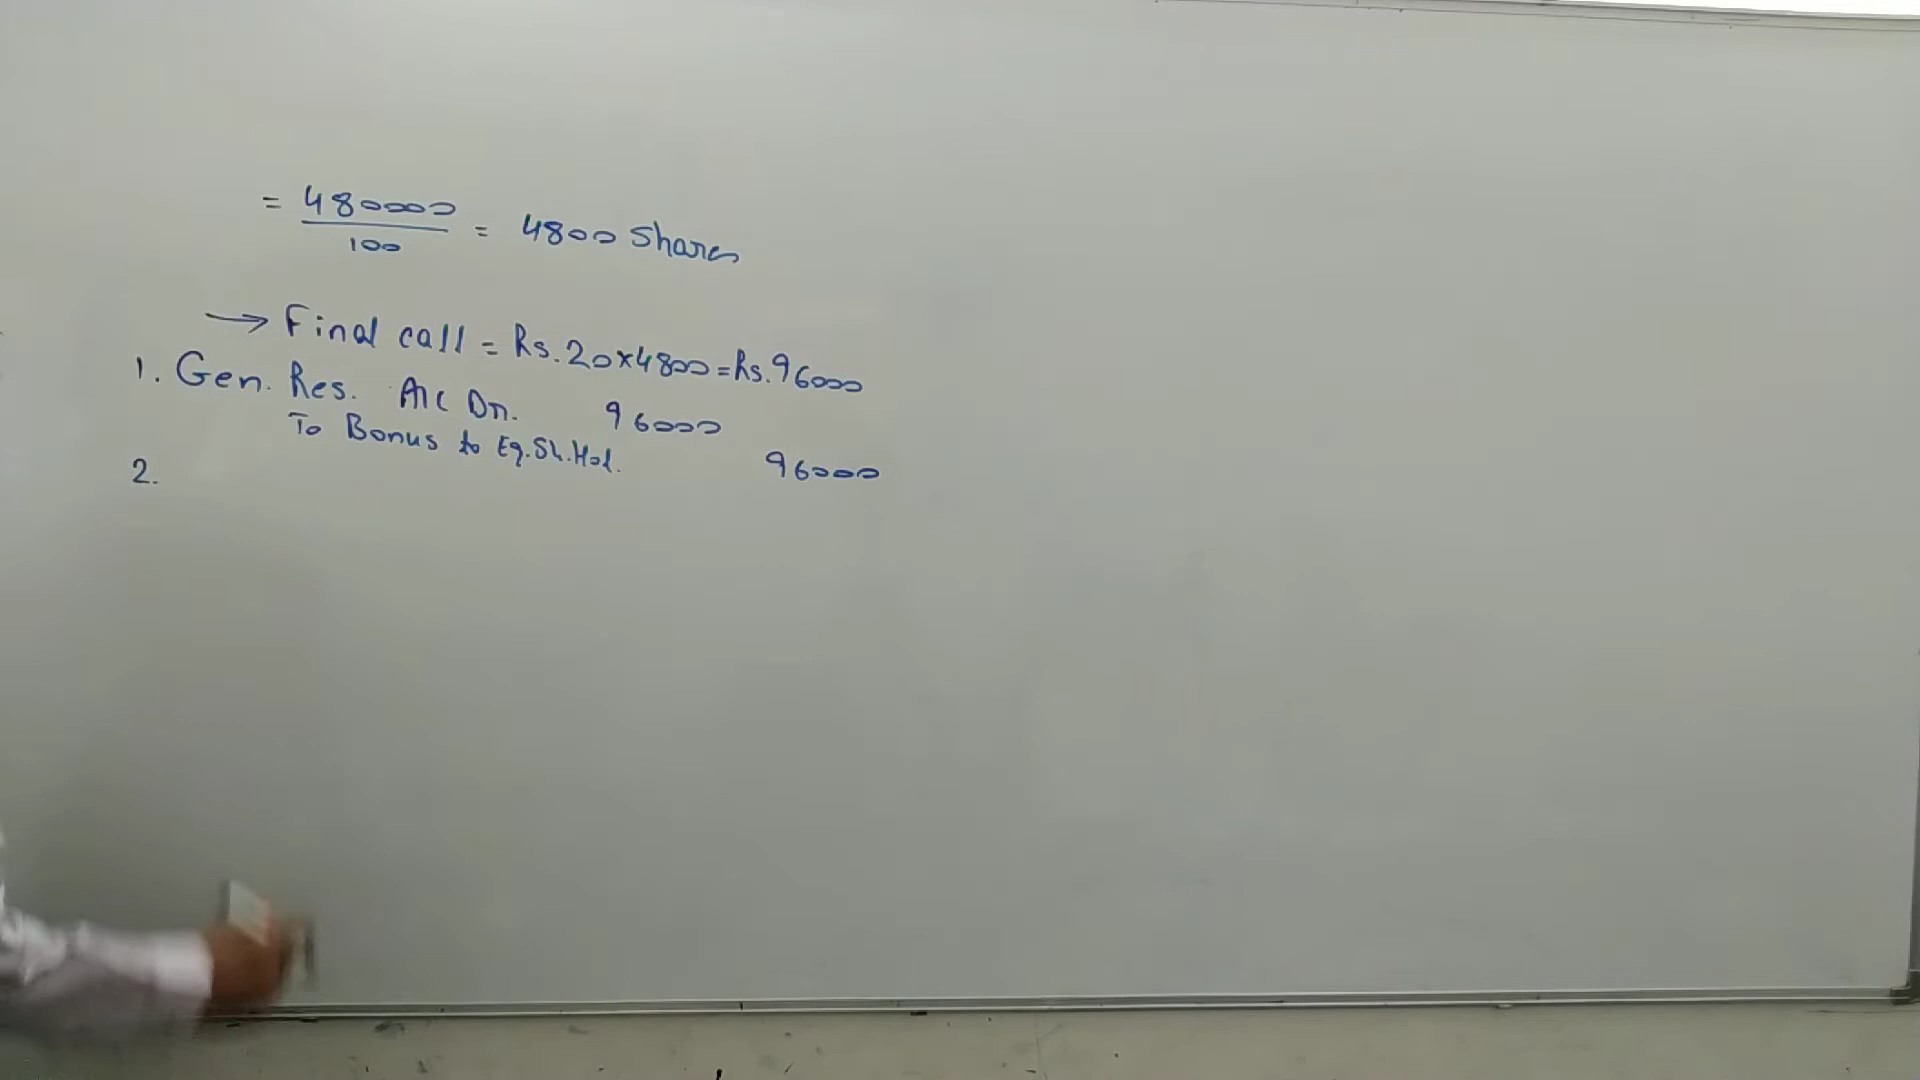 = 480000 / 100 = 4800 Shares
→ Final call = Rs. 20 x 4800 = Rs. 96000
1. Gen. Res. A/c Dr. 96000
To Bonus to Eq. Sh. Hol. 96000
2.